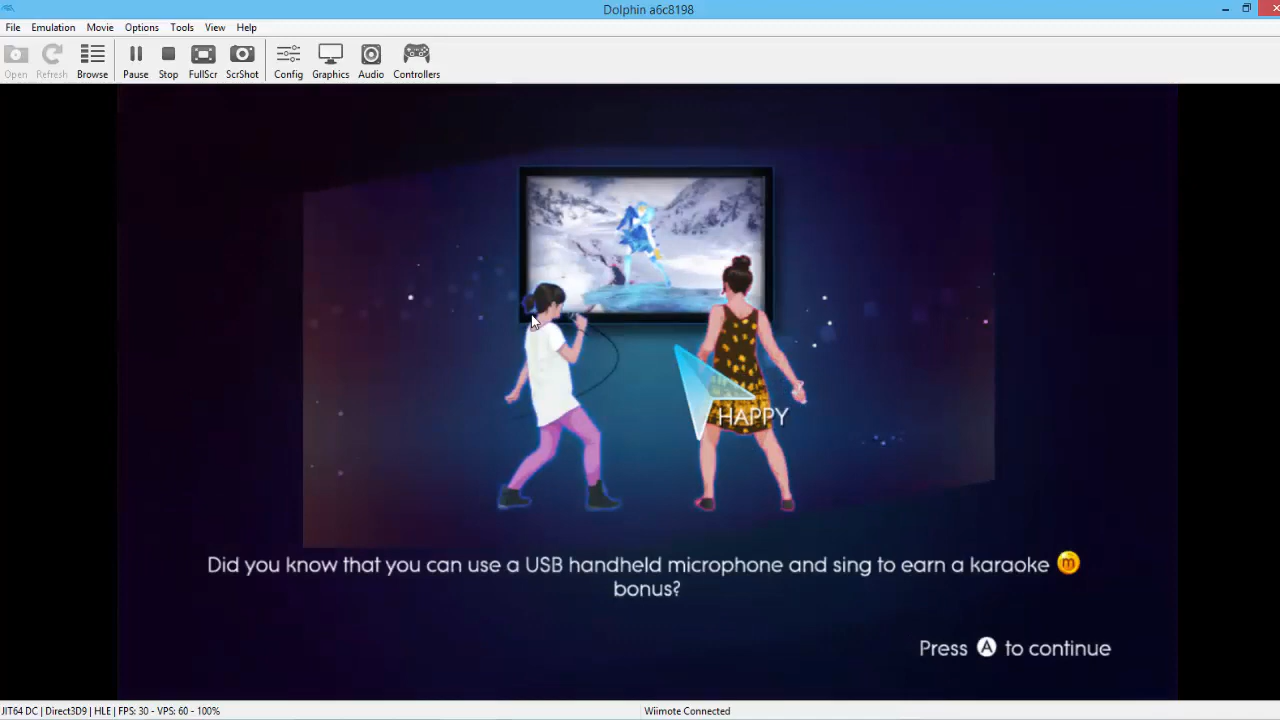 Dolphin a6c8198
File Emulation Movie Options Tools View Help
Open Refresh Browse Pause Stop FullScr ScrShot Config Graphics Audio Controllers
HAPPY
Did you know that you can use a USB handheld microphone and sing to earn a karaoke m
bonus?
Press A to continue
JIT64 DC | Direct3D9 | HLE | FPS: 30 - VPS: 60 - 100% Wiimote Connected